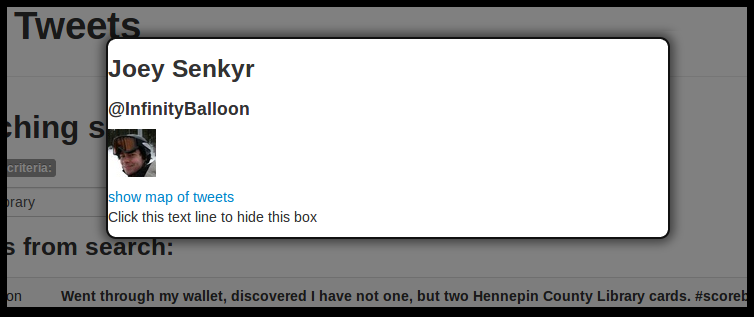 Tweets
Joey Senkyr
@InfinityBalloon
ching s
criteria:
show map of tweets
brary
Click this text line to hide this box
s from search:
on Went through my wallet, discovered I have not one, but two Hennepin County Library cards. #scoreb